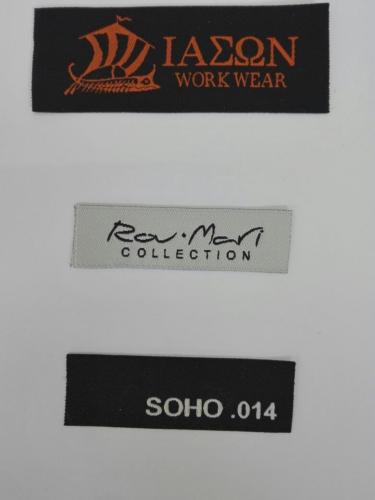 ΙΑΣΩΝ
WORK WEAR
Rou·Mari
COLLECTION
SOHO .014